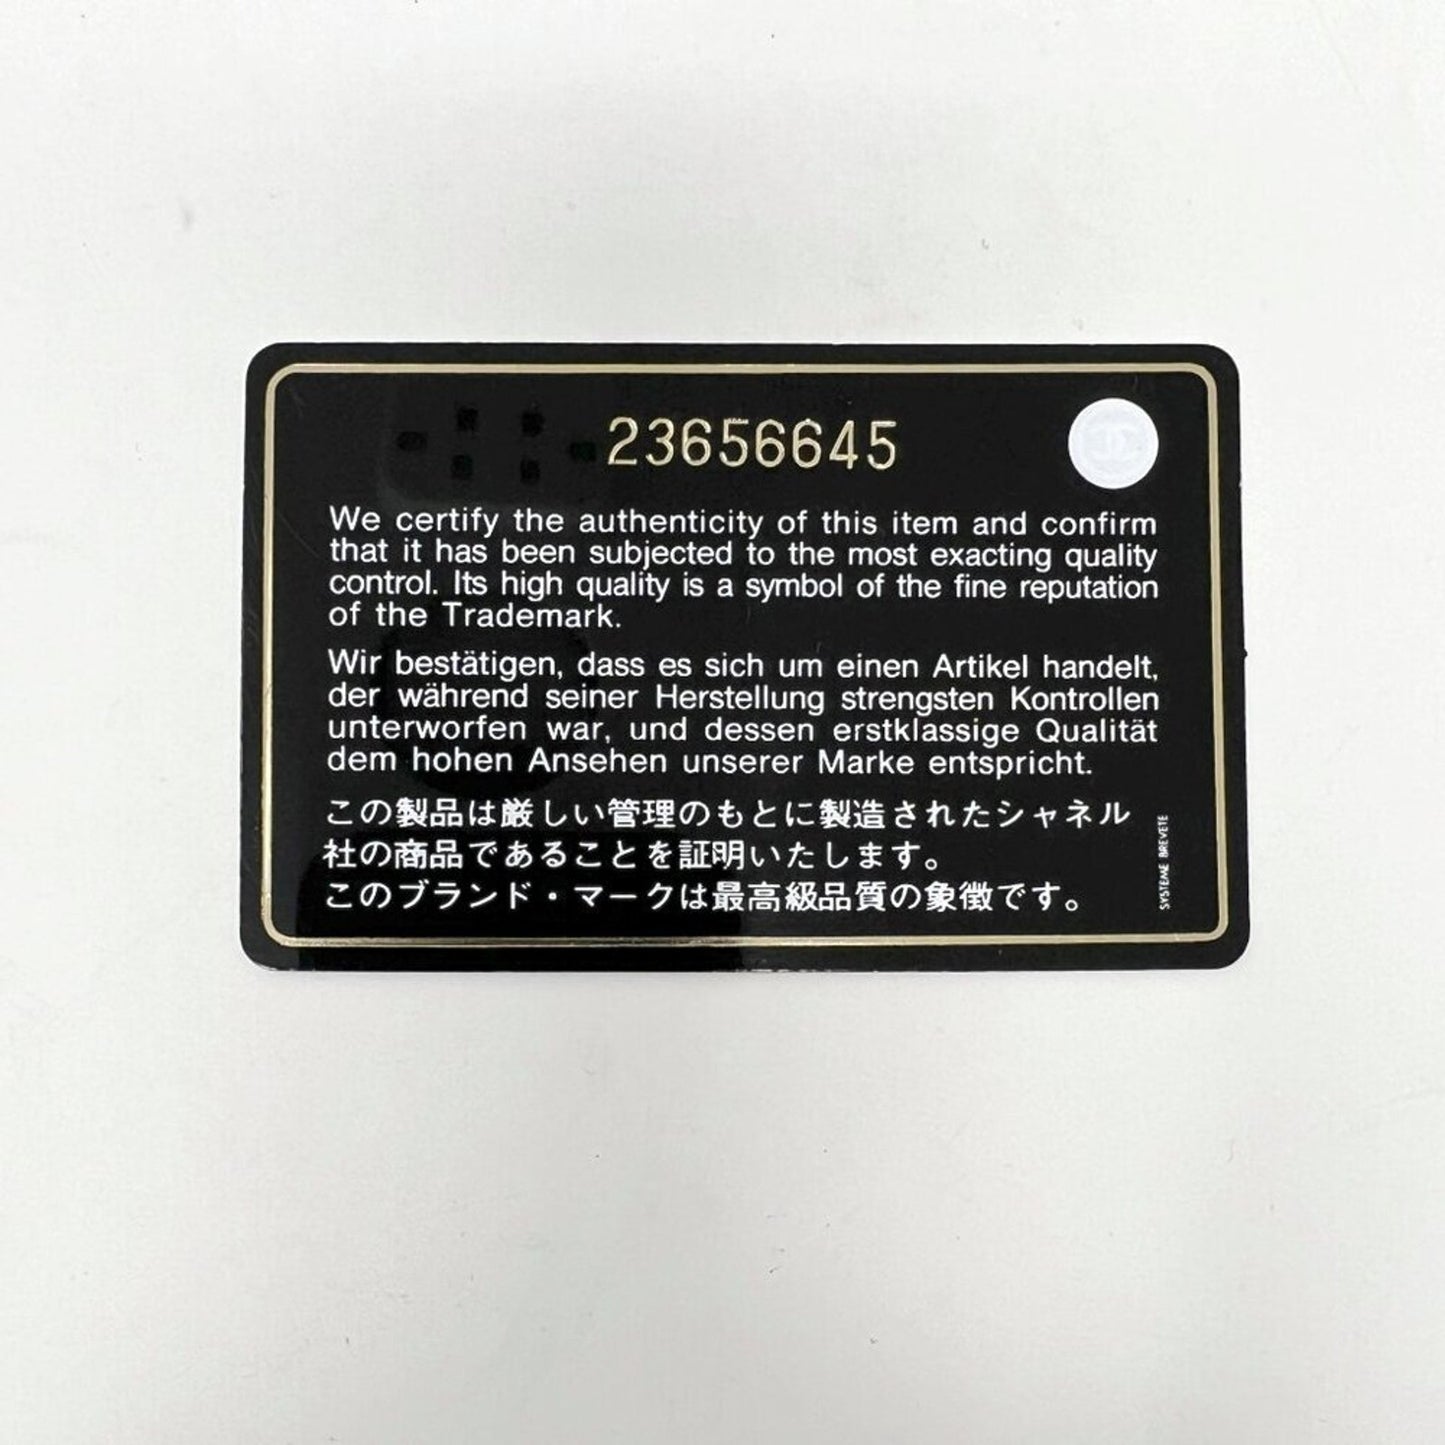 23656645
We certify the authenticity of this item and confirm
that it has been subjected to the most exacting quality
control. Its high quality is a symbol of the fine reputation
of the Trademark.
Wir bestätigen, dass es sich um einen Artikel handelt,
der während seiner Herstellung strengsten Kontrollen
unterworfen war, und dessen erstklassige Qualität
dem hohen Ansehen unserer Marke entspricht.
この製品は厳しい管理のもとに製造されたシャネル
社の商品であることを証明いたします。
このブランド・マークは最高級品質の象徴です。
SYSTEME BREVETE